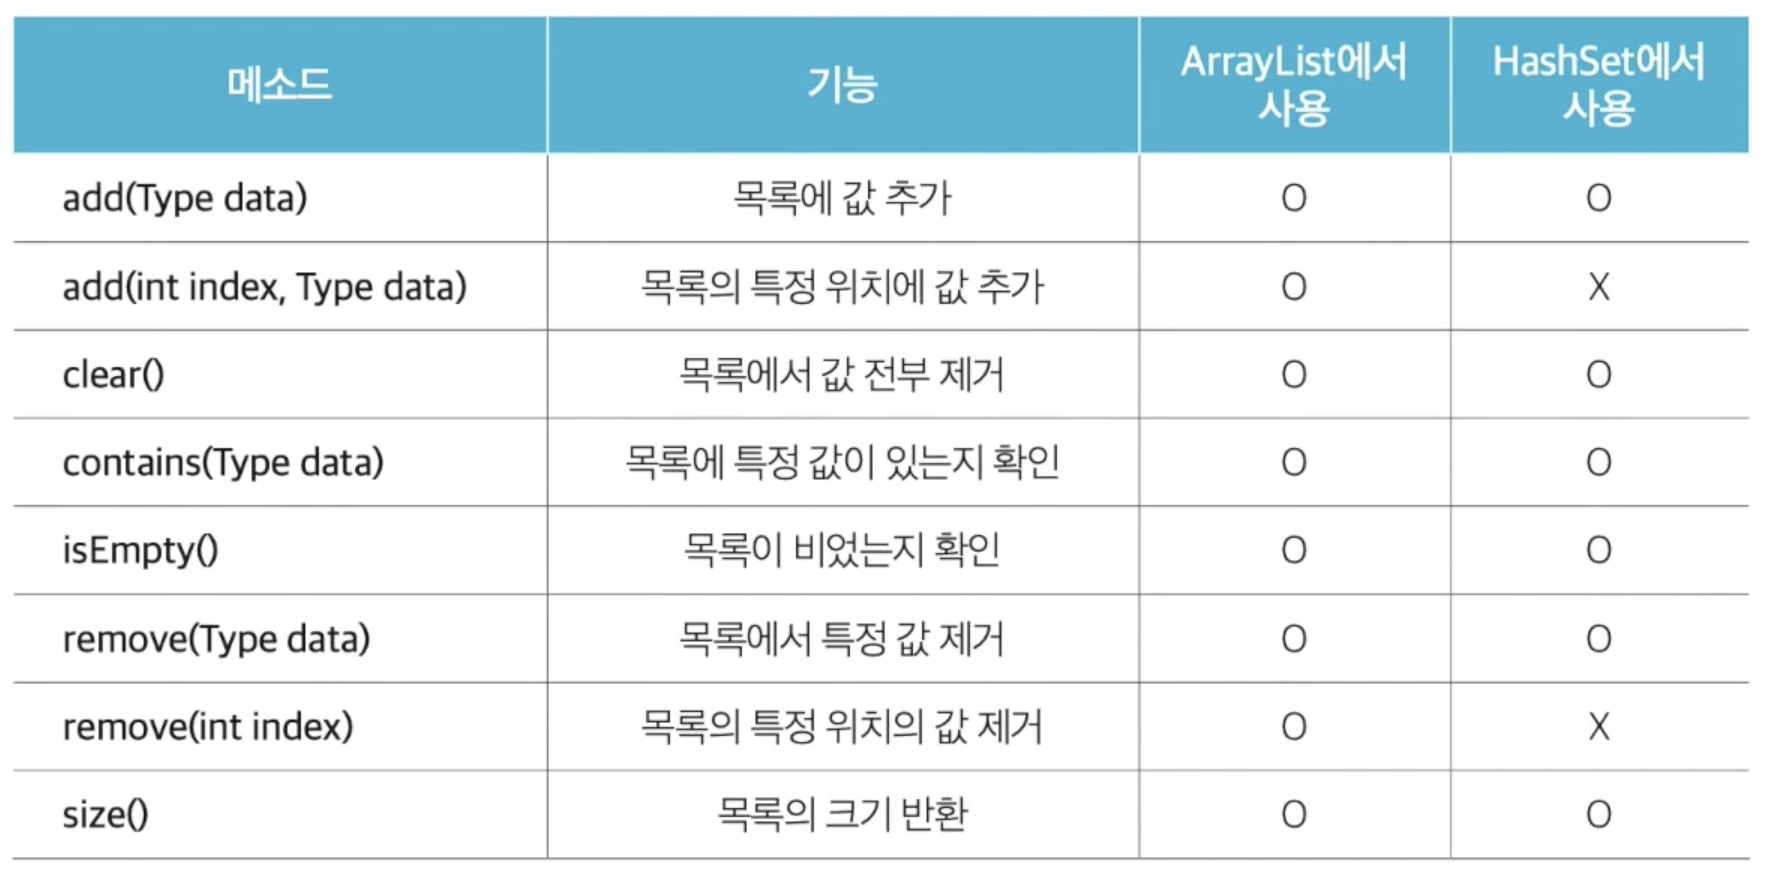 메소드 기능 ArrayList에서 사용 HashSet에서 사용
add(Type data) 목록에 값 추가 O O
add(int index, Type data) 목록의 특정 위치에 값 추가 O X
clear() 목록에서 값 전부 제거 O O
contains(Type data) 목록에 특정 값이 있는지 확인 O O
isEmpty() 목록이 비었는지 확인 O O
remove(Type data) 목록에서 특정 값 제거 O O
remove(int index) 목록의 특정 위치의 값 제거 O X
size() 목록의 크기 반환 O O